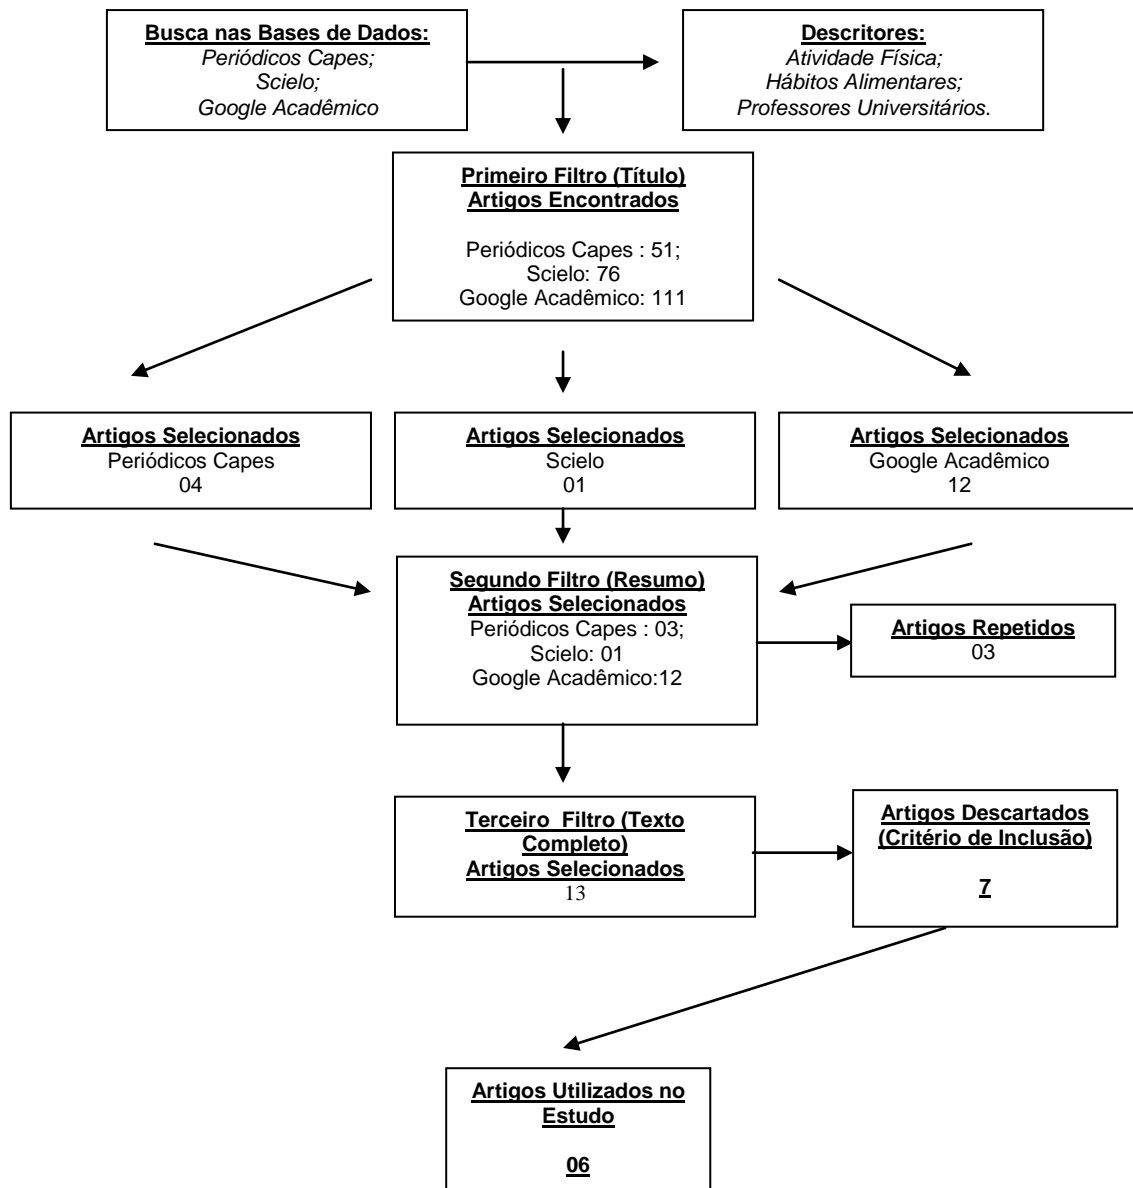 Busca nas Bases de Dados:
Periódicos Capes;
Scielo;
Google Acadêmico
Descritores:
Atividade Física;
Hábitos Alimentares;
Professores Universitários.
Primeiro Filtro (Título)
Artigos Encontrados
Periódicos Capes : 51;
Scielo: 76
Google Acadêmico: 111
Artigos Selecionados
Periódicos Capes
04
Artigos Selecionados
Scielo
01
Artigos Selecionados
Google Acadêmico
12
Segundo Filtro (Resumo)
Artigos Selecionados
Periódicos Capes : 03;
Scielo: 01
Google Acadêmico:12
Artigos Repetidos
03
Terceiro Filtro (Texto
Completo)
Artigos Selecionados
13
Artigos Descartados
(Critério de Inclusão)
7
Artigos Utilizados no
Estudo
06